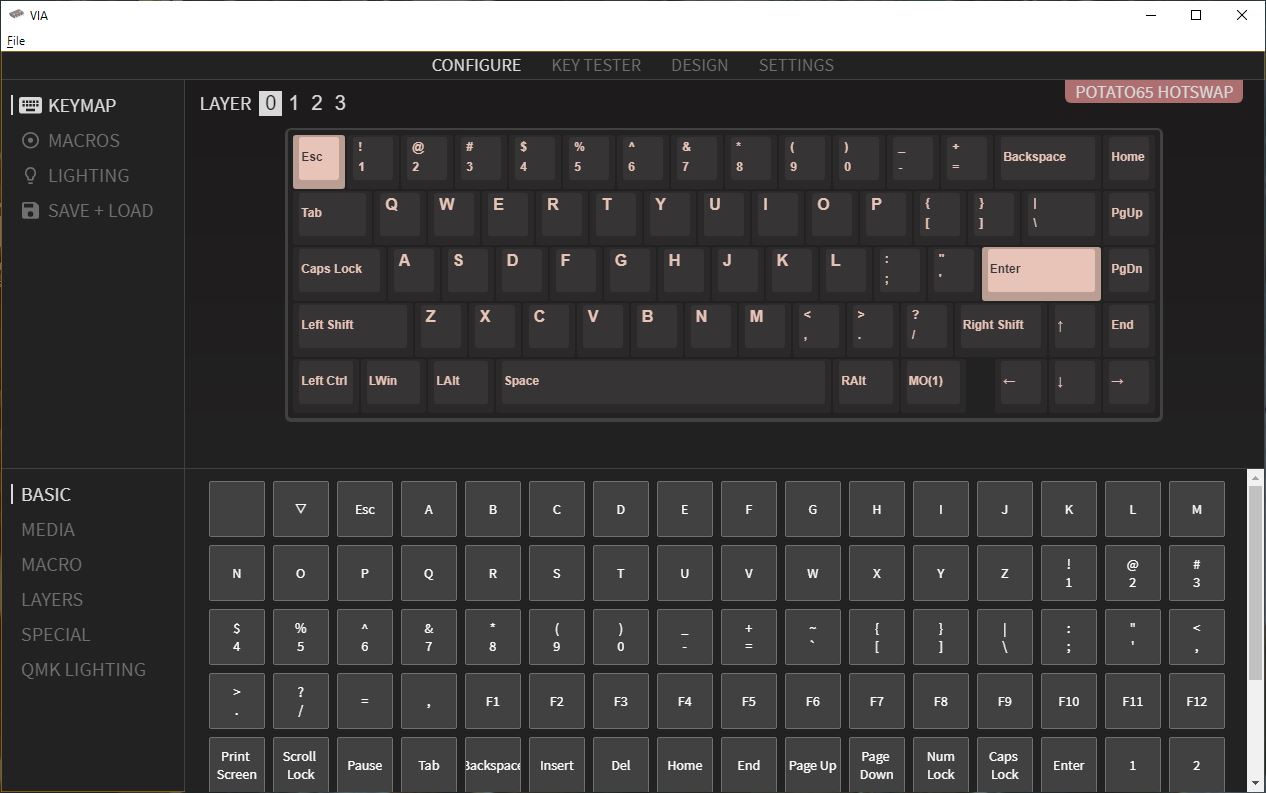 VIA
File
CONFIGURE KEY TESTER DESIGN SETTINGS
KEYMAP
MACROS
LIGHTING
SAVE + LOAD
LAYER 0 1 2 3
POTATO65 HOTSWAP
Esc ! 1 @ 2 # 3 $ 4 % 5 ^ 6 & 7 * 8 ( 9 ) 0 _ - + = Backspace Home
Tab Q W E R T Y U I O P { [ } ] | \ PgUp
Caps Lock A S D F G H J K L : ; " ' Enter PgDn
Left Shift Z X C V B N M < , > . ? / Right Shift ↑ End
Left Ctrl LWin LAlt Space RAlt MO(1) ← ↓ →
BASIC
MEDIA
MACRO
LAYERS
SPECIAL
QMK LIGHTING
▽ Esc A B C D E F G H I J K L M
N O P Q R S T U V W X Y Z ! 1 @ 2 # 3
$ 4 % 5 ^ 6 & 7 * 8 ( 9 ) 0 _ - + = ~ ` { [ } ] | \ : ; " ' < ,
> . ? / = , F1 F2 F3 F4 F5 F6 F7 F8 F9 F10 F11 F12
Print Screen Scroll Lock Pause Tab Backspace Insert Del Home End Page Up Page Down Num Lock Caps Lock Enter 1 2